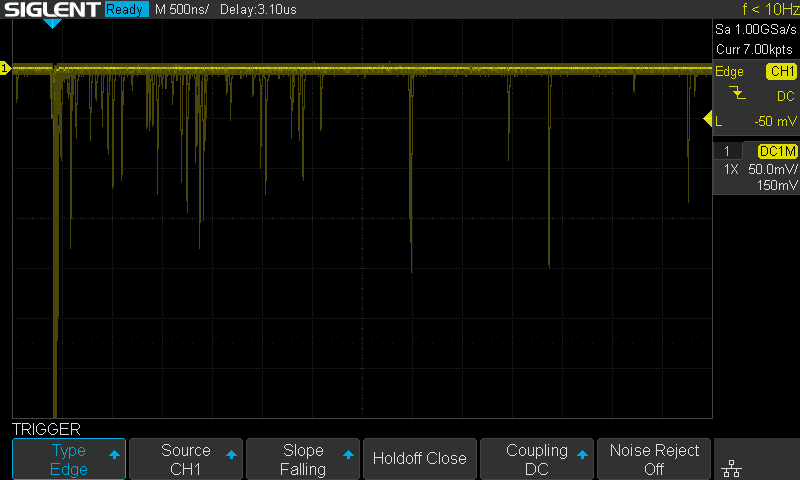 SIGLENT Ready M 500ns/ Delay:3.10us f < 10Hz
Sa 1.00GSa/s
Curr 7.00kpts
Edge CH1
DC
L -50 mV
1 DC1M
1X 50.0mV/
150mV
1
TRIGGER
Type
Edge
Source
CH1
Slope
Falling
Holdoff Close
Coupling
DC
Noise Reject
Off